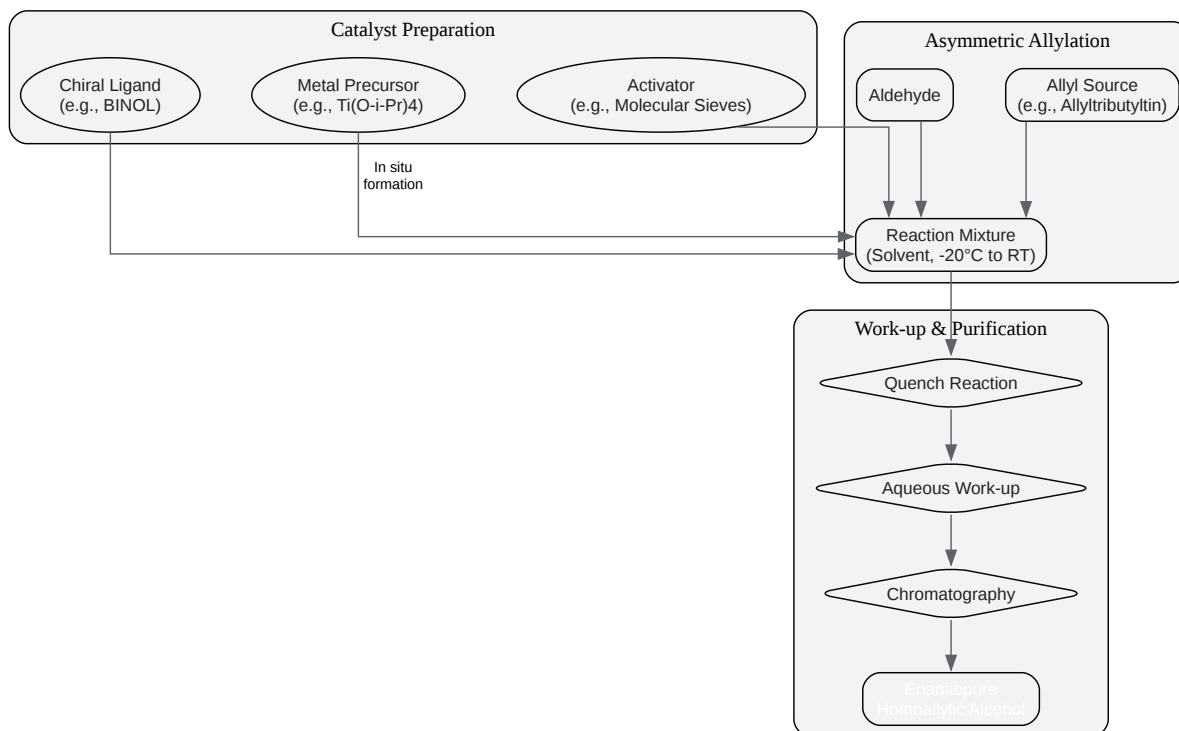 Catalyst Preparation
Chiral Ligand
(e.g., BINOL)
Metal Precursor
(e.g., Ti(O-i-Pr)4)
Activator
(e.g., Molecular Sieves)
In situ
formation
Asymmetric Allylation
Aldehyde
Allyl Source
(e.g., Allyltributyltin)
Reaction Mixture
(Solvent, -20°C to RT)
Work-up & Purification
Quench Reaction
Aqueous Work-up
Chromatography
Enantiopure
Homoallylic Alcohol